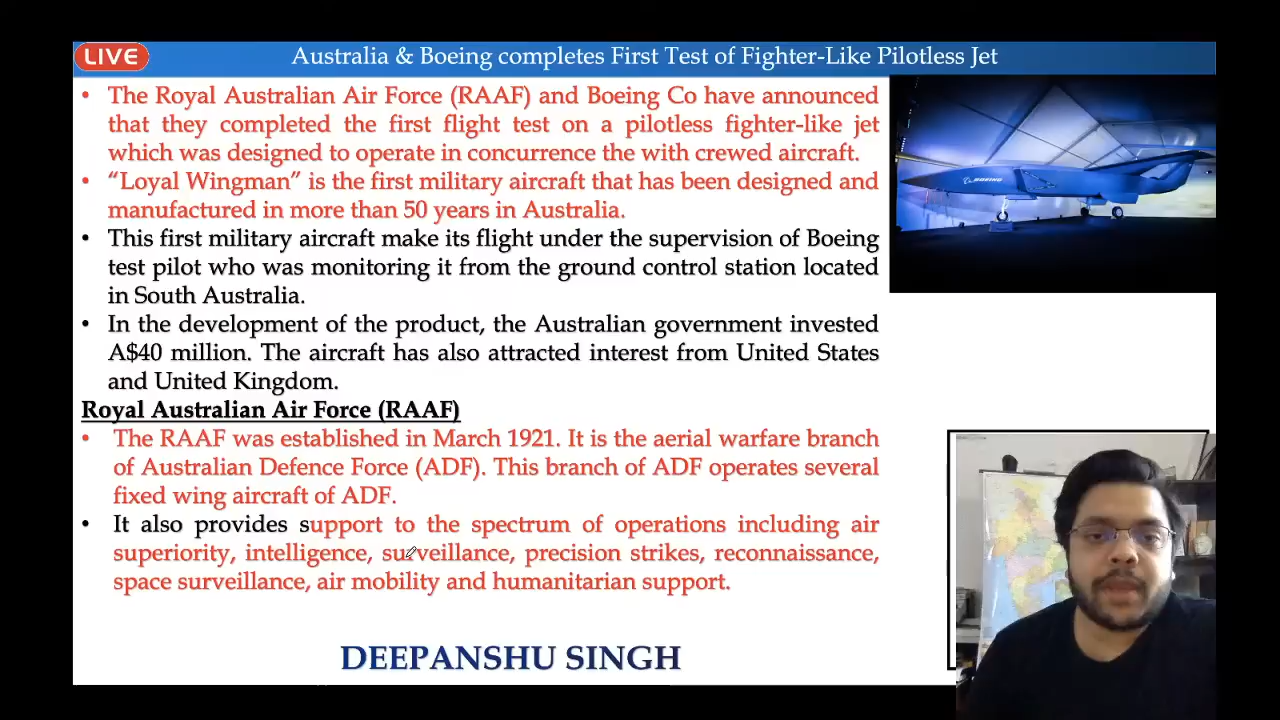 LIVE
Australia & Boeing completes First Test of Fighter-Like Pilotless Jet
• The Royal Australian Air Force (RAAF) and Boeing Co have announced
that they completed the first flight test on a pilotless fighter-like jet
which was designed to operate in concurrence the with crewed aircraft.
• “Loyal Wingman” is the first military aircraft that has been designed and
manufactured in more than 50 years in Australia.
• This first military aircraft make its flight under the supervision of Boeing
test pilot who was monitoring it from the ground control station located
in South Australia.
• In the development of the product, the Australian government invested
A$40 million. The aircraft has also attracted interest from United States
and United Kingdom.
Royal Australian Air Force (RAAF)
• The RAAF was established in March 1921. It is the aerial warfare branch
of Australian Defence Force (ADF). This branch of ADF operates several
fixed wing aircraft of ADF.
• It also provides support to the spectrum of operations including air
superiority, intelligence, surveillance, precision strikes, reconnaissance,
space surveillance, air mobility and humanitarian support.
DEEPANSHU SINGH
BOEING